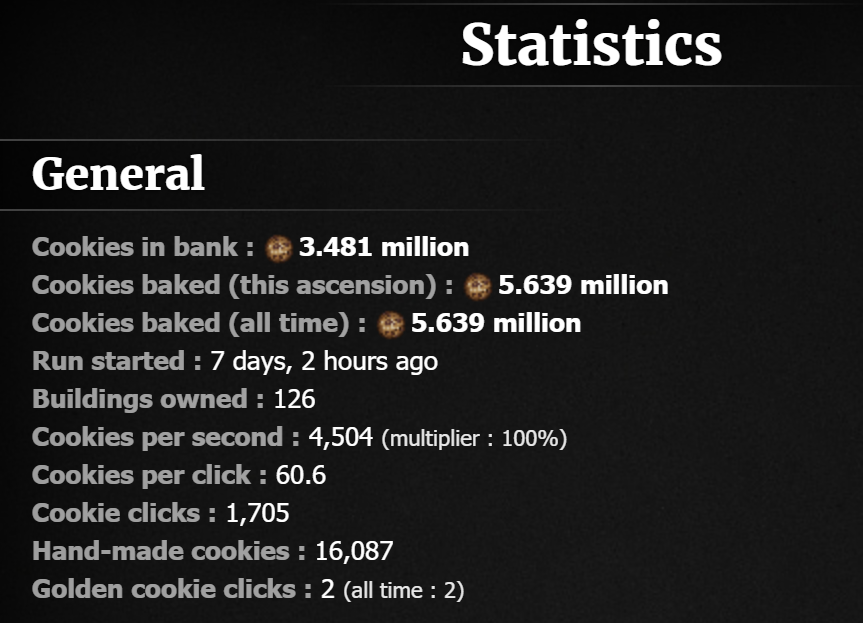 Statistics
General
Cookies in bank : 3.481 million
Cookies baked (this ascension) : 5.639 million
Cookies baked (all time) : 5.639 million
Run started : 7 days, 2 hours ago
Buildings owned : 126
Cookies per second : 4,504 (multiplier : 100%)
Cookies per click : 60.6
Cookie clicks : 1,705
Hand-made cookies : 16,087
Golden cookie clicks : 2 (all time : 2)